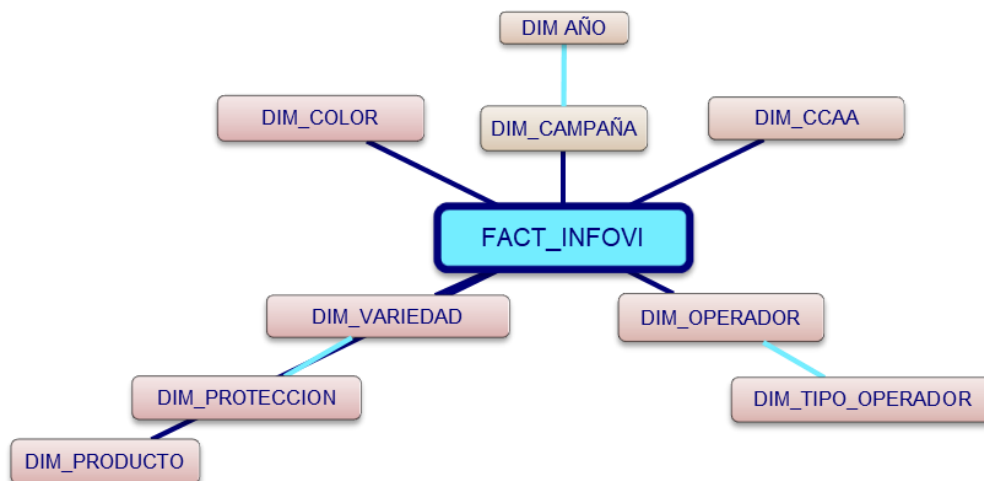 DIM AÑO
DIM_COLOR
DIM_CAMPAÑA
DIM_CCAA
FACT_INFOVI
DIM_VARIEDAD
DIM_OPERADOR
DIM_PROTECCION
DIM_TIPO_OPERADOR
DIM_PRODUCTO